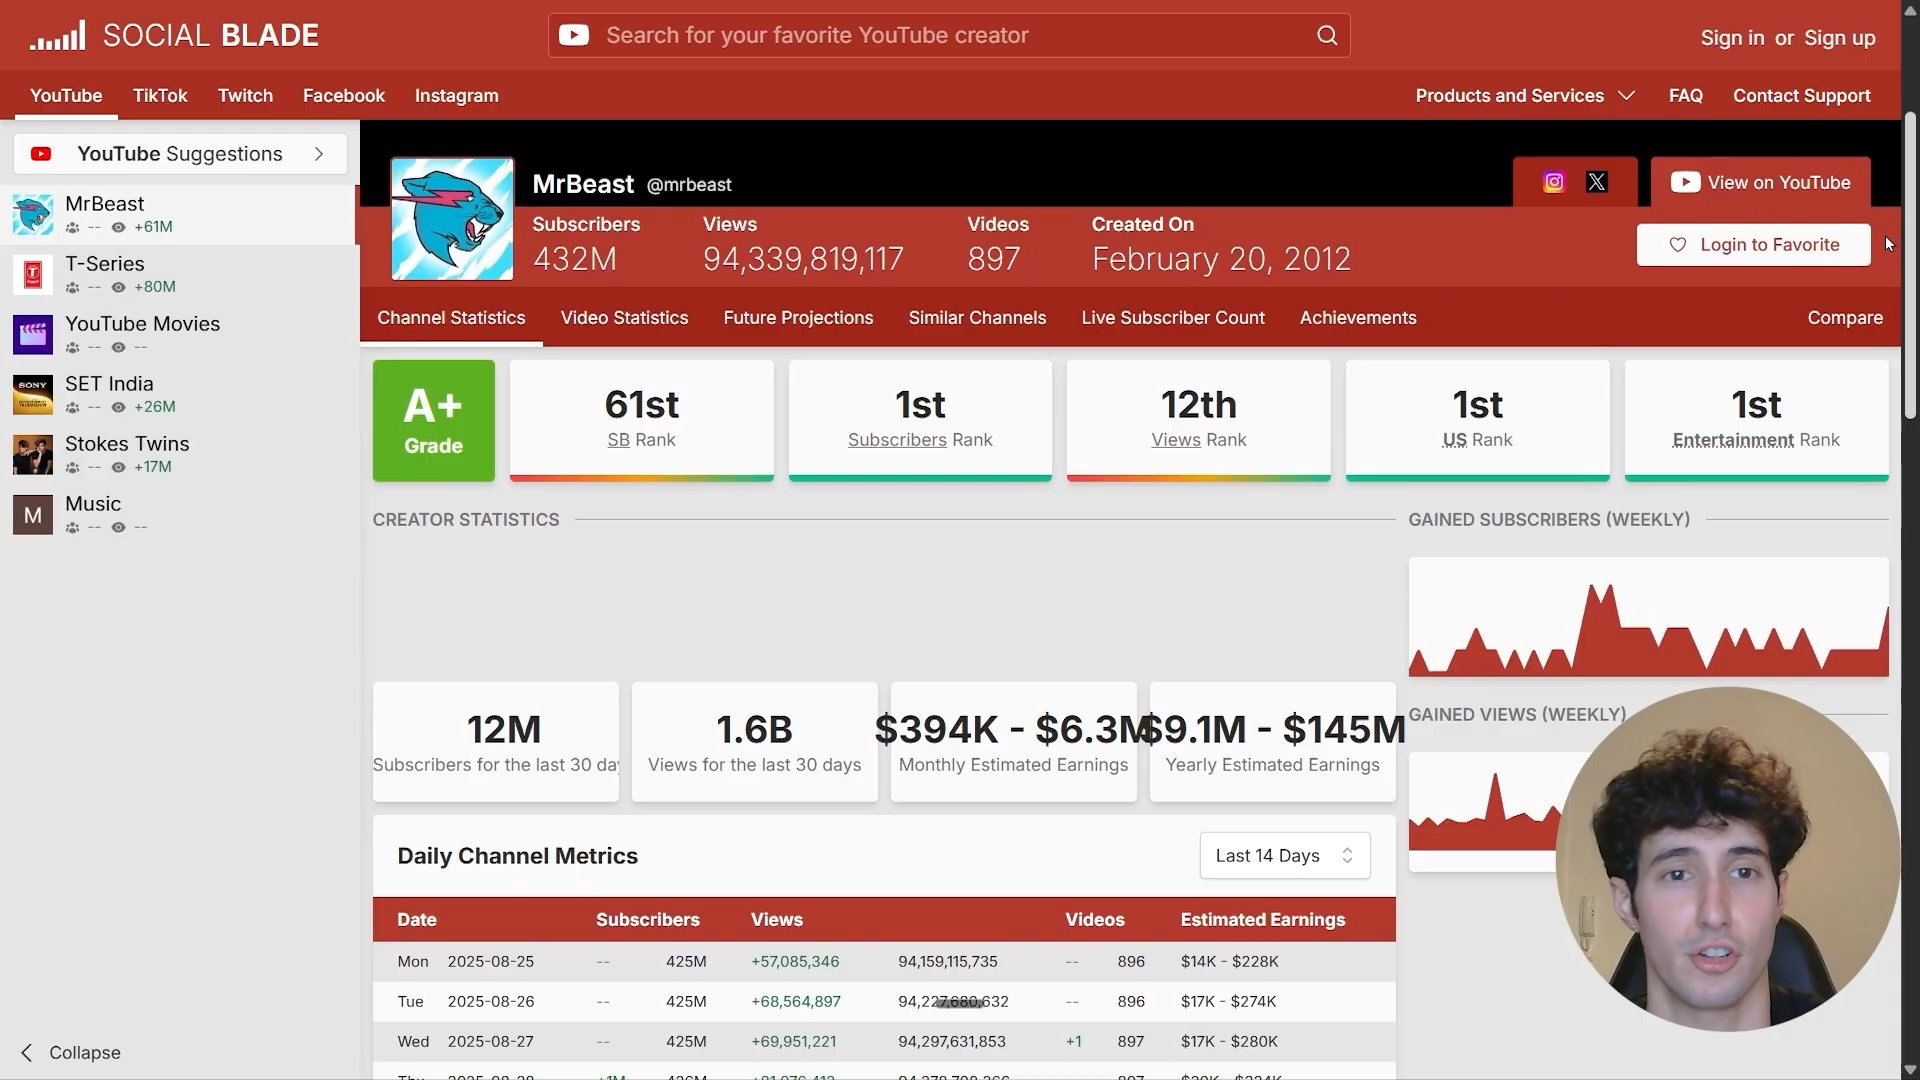 SOCIAL BLADE
Search for your favorite YouTube creator
Sign in or Sign up
YouTube TikTok Twitch Facebook Instagram
Products and Services FAQ Contact Support
YouTube Suggestions
MrBeast
-- +61M
T-Series
-- +80M
YouTube Movies
-- --
SET India
-- +26M
Stokes Twins
-- +17M
M Music
-- --
Collapse
MrBeast @mrbeast
View on YouTube
Subscribers Views Videos Created On
432M 94,339,819,117 897 February 20, 2012
Login to Favorite
Channel Statistics Video Statistics Future Projections Similar Channels Live Subscriber Count Achievements Compare
A+
Grade
61st
SB Rank
1st
Subscribers Rank
12th
Views Rank
1st
US Rank
1st
Entertainment Rank
CREATOR STATISTICS
GAINED SUBSCRIBERS (WEEKLY)
12M
Subscribers for the last 30 da
1.6B
Views for the last 30 days
$394K - $6.3M
Monthly Estimated Earnings
$9.1M - $145M
Yearly Estimated Earnings
GAINED VIEWS (WEEKLY)
Daily Channel Metrics
Last 14 Days
Date Subscribers Views Videos Estimated Earnings
Mon 2025-08-25 -- 425M +57,085,346 94,159,115,735 -- 896 $14K - $228K
Tue 2025-08-26 -- 425M +68,564,897 94,227,680,632 -- 896 $17K - $274K
Wed 2025-08-27 -- 425M +69,951,221 94,297,631,853 +1 897 $17K - $280K